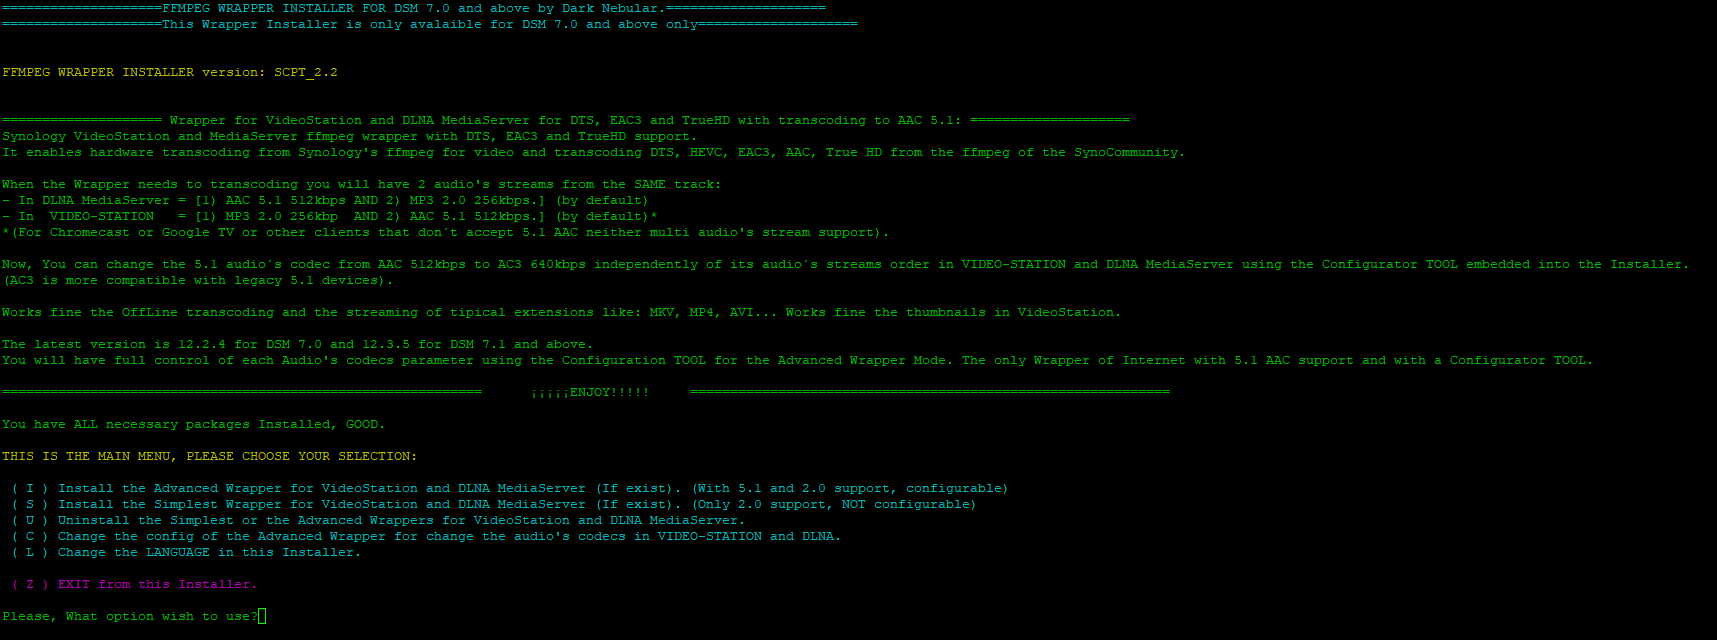 ====================FFMPEG WRAPPER INSTALLER FOR DSM 7.0 and above by Dark Nebular.====================
====================This Wrapper Installer is only avalaible for DSM 7.0 and above only====================
FFMPEG WRAPPER INSTALLER version: SCPT_2.2
==================== Wrapper for VideoStation and DLNA MediaServer for DTS, EAC3 and TrueHD with transcoding to AAC 5.1: ====================
Synology VideoStation and MediaServer ffmpeg wrapper with DTS, EAC3 and TrueHD support.
It enables hardware transcoding from Synology's ffmpeg for video and transcoding DTS, HEVC, EAC3, AAC, True HD from the ffmpeg of the SynoCommunity.
When the Wrapper needs to transcoding you will have 2 audio's streams from the SAME track:
- In DLNA MediaServer = [1) AAC 5.1 512kbps AND 2) MP3 2.0 256kbps.] (by default)
- In  VIDEO-STATION   = [1) MP3 2.0 256kbp  AND 2) AAC 5.1 512kbps.] (by default)*
*(For Chromecast or Google TV or other clients that don´t accept 5.1 AAC neither multi audio's stream support).
Now, You can change the 5.1 audio´s codec from AAC 512kbps to AC3 640kbps independently of its audio´s streams order in VIDEO-STATION and DLNA MediaServer using the Configurator TOOL embedded into the Installer.
(AC3 is more compatible with legacy 5.1 devices).
Works fine the OffLine transcoding and the streaming of tipical extensions like: MKV, MP4, AVI... Works fine the thumbnails in VideoStation.
The latest version is 12.2.4 for DSM 7.0 and 12.3.5 for DSM 7.1 and above.
You will have full control of each Audio's codecs parameter using the Configuration TOOL for the Advanced Wrapper Mode. The only Wrapper of Internet with 5.1 AAC support and with a Configurator TOOL.
============================================================      ¡¡¡¡¡ENJOY!!!!!     ============================================================
You have ALL necessary packages Installed, GOOD.
THIS IS THE MAIN MENU, PLEASE CHOOSE YOUR SELECTION:
( I ) Install the Advanced Wrapper for VideoStation and DLNA MediaServer (If exist). (With 5.1 and 2.0 support, configurable)
( S ) Install the Simplest Wrapper for VideoStation and DLNA MediaServer (If exist). (Only 2.0 support, NOT configurable)
( U ) Uninstall the Simplest or the Advanced Wrappers for VideoStation and DLNA MediaServer.
( C ) Change the config of the Advanced Wrapper for change the audio's codecs in VIDEO-STATION and DLNA.
( L ) Change the LANGUAGE in this Installer.
( Z ) EXIT from this Installer.
Please, What option wish to use?